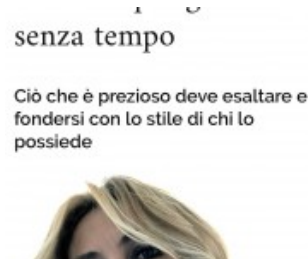 senza tempo
Ciò che è prezioso deve esaltare e
fondersi con lo stile di chi lo
possiede